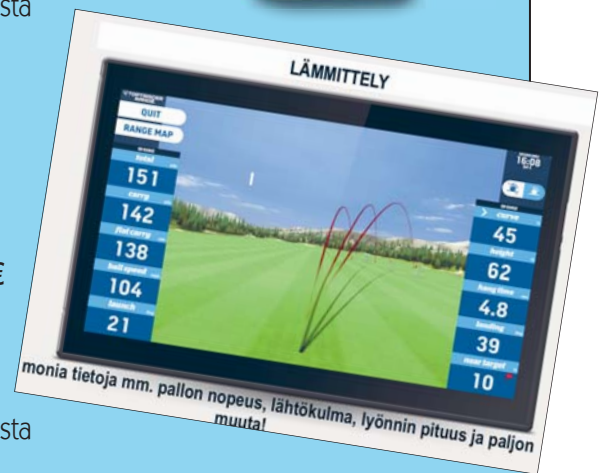 sta
LÄMMITTELY
QUIT
RANGE MAP
total
151
carry
142
flat carry
138
ball speed
104
launch
21
16:08
curve
45
height
62
hang time
4.8
landing
39
near target
10
€
monia tietoja mm. pallon nopeus, lähtökulma, lyönnin pituus ja paljon
muuta!
sta